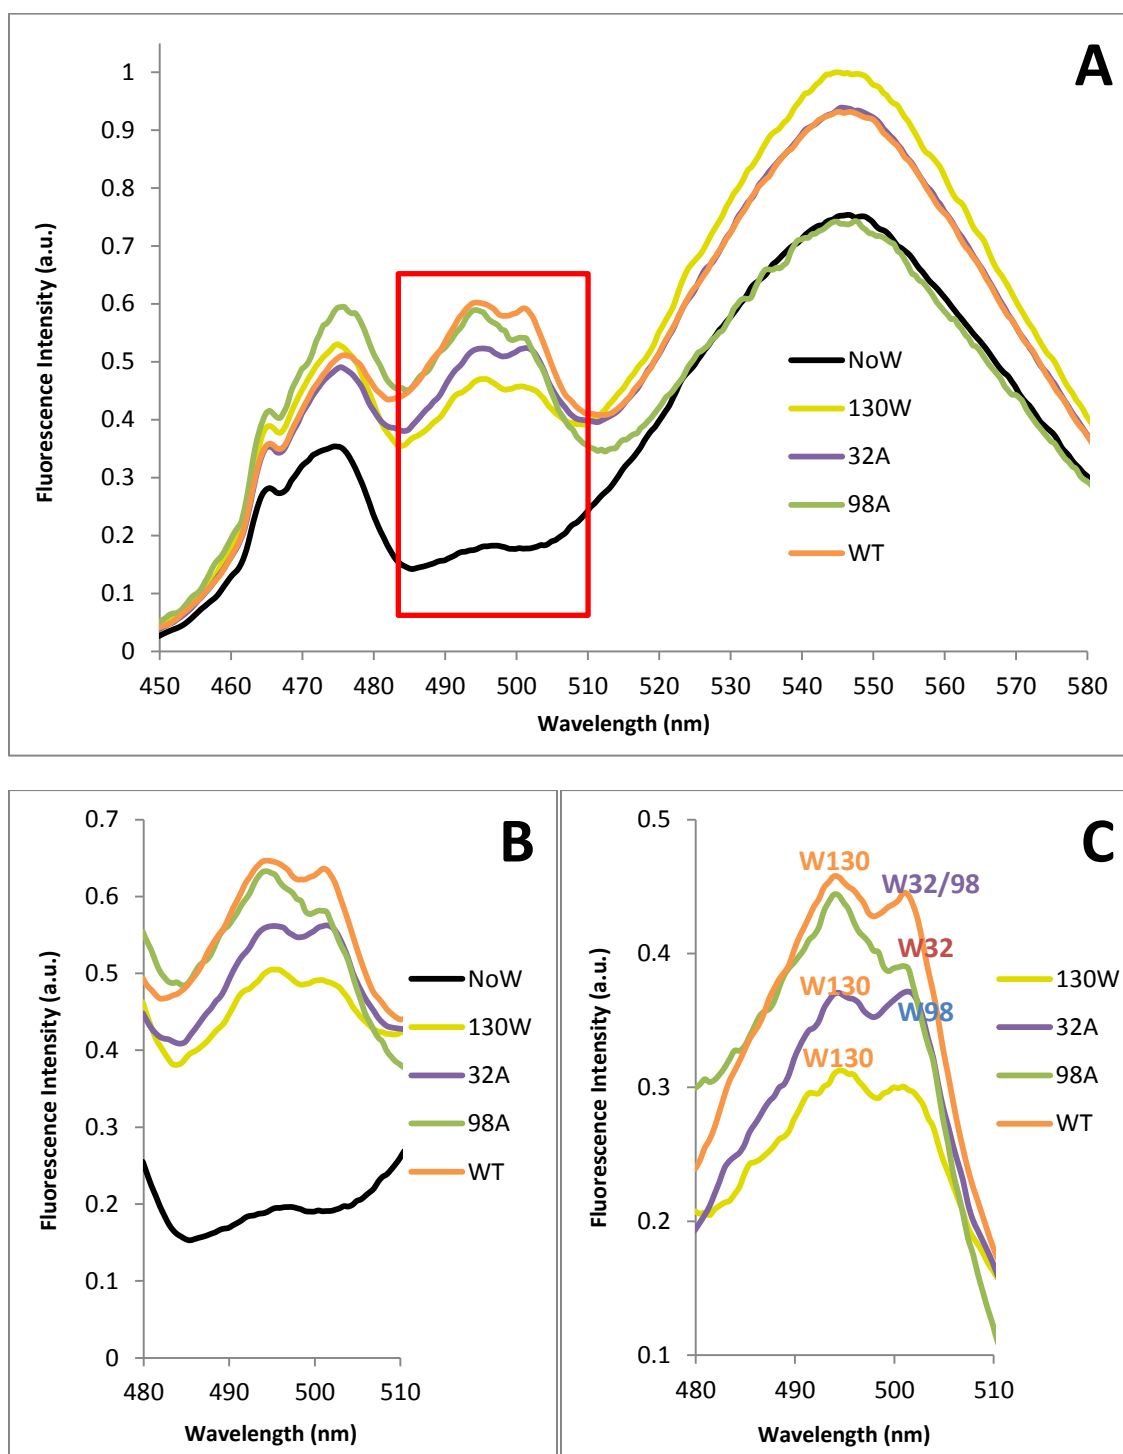 A
1
0.9
0.8
0.7
0.6
0.5
0.4
0.3
0.2
0.1
0
Fluorescence Intensity (a.u.)
NoW
130W
32A
98A
WT
450 460 470 480 490 500 510 520 530 540 550 560 570 580
Wavelength (nm)
B
0.7
0.6
0.5
0.4
0.3
0.2
0.1
0
Fluorescence Intensity (a.u.)
NoW
130W
32A
98A
WT
480 490 500 510
Wavelength (nm)
C
0.5
0.4
0.3
0.2
0.1
Fluorescence Intensity (a.u.)
W130
W32/98
W32
W130
W98
W130
130W
32A
98A
WT
480 490 500 510
Wavelength (nm)